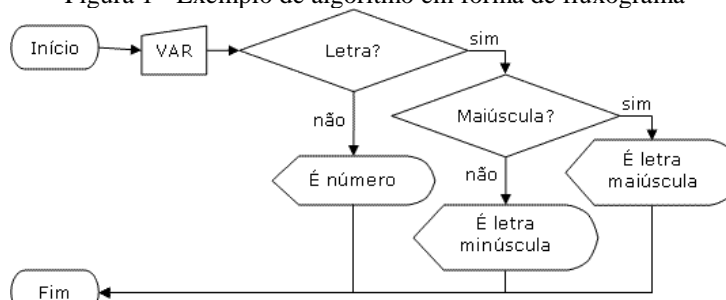 Figura 1 - Exemplo de algoritmo em forma de fluxograma
Início
VAR
Letra?
sim
não
Maiúscula?
sim
não
É número
É letra
maiúscula
É letra
minúscula
Fim